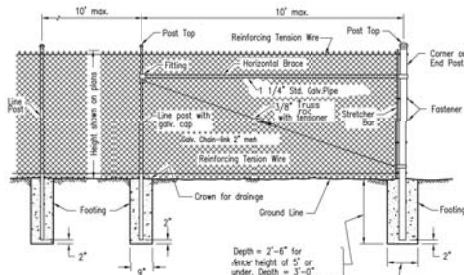 10' max.
10' max.
Post Top
Reinforcing Tension Wire
Post Top
Fitting
Horizontal Brace
Corner or
End Post
1 1/4" Std. Galv. Pipe
Line
Post
Height shown on plans
Line post with
galv. cap
3/8" Truss
with tensioner
Stretcher
Bar
Fastener
Galv. Chain-link 2"
Reinforcing Tension Wire
Crown for
Footing
Footing
Ground Line
Footing
2"
2"
2"
2"
9"
Depth = 2'-6" for
height of 5' or
under. Depth = 3'-0"